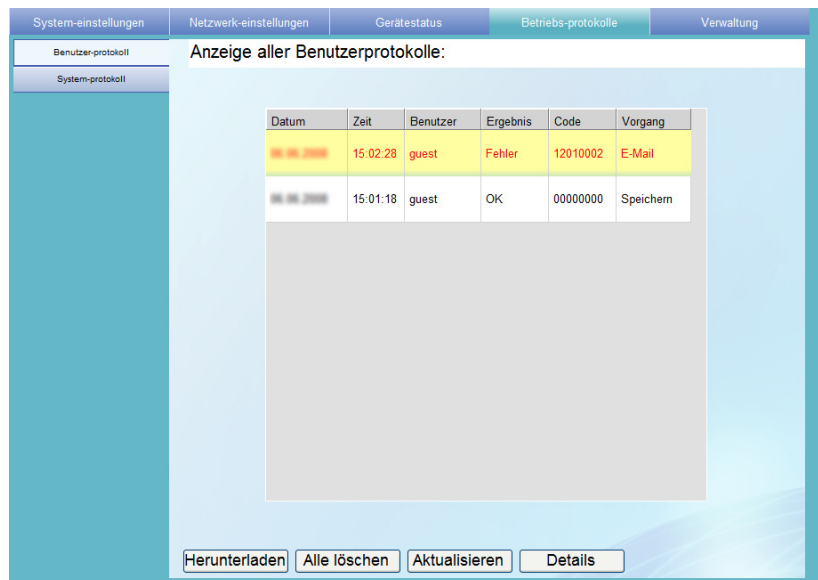 System-einstellungen Netzwerk-einstellungen Gerätestatus Betriebs-protokolle Verwaltung
Benutzer-protokoll
System-protokoll
Anzeige aller Benutzerprotokolle:
Datum Zeit Benutzer Ergebnis Code Vorgang
15:02:28 guest Fehler 12010002 E-Mail
15:01:18 guest OK 00000000 Speichern
Herunterladen Alle löschen Aktualisieren Details